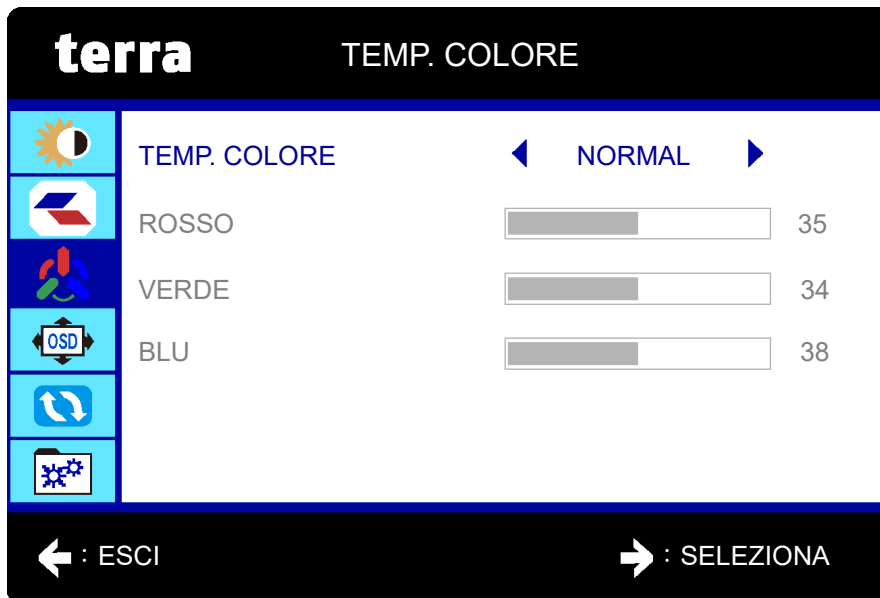 terra TEMP. COLORE
TEMP. COLORE NORMAL
ROSSO 35
VERDE 34
BLU 38
OSD
: ESCI : SELEZIONA